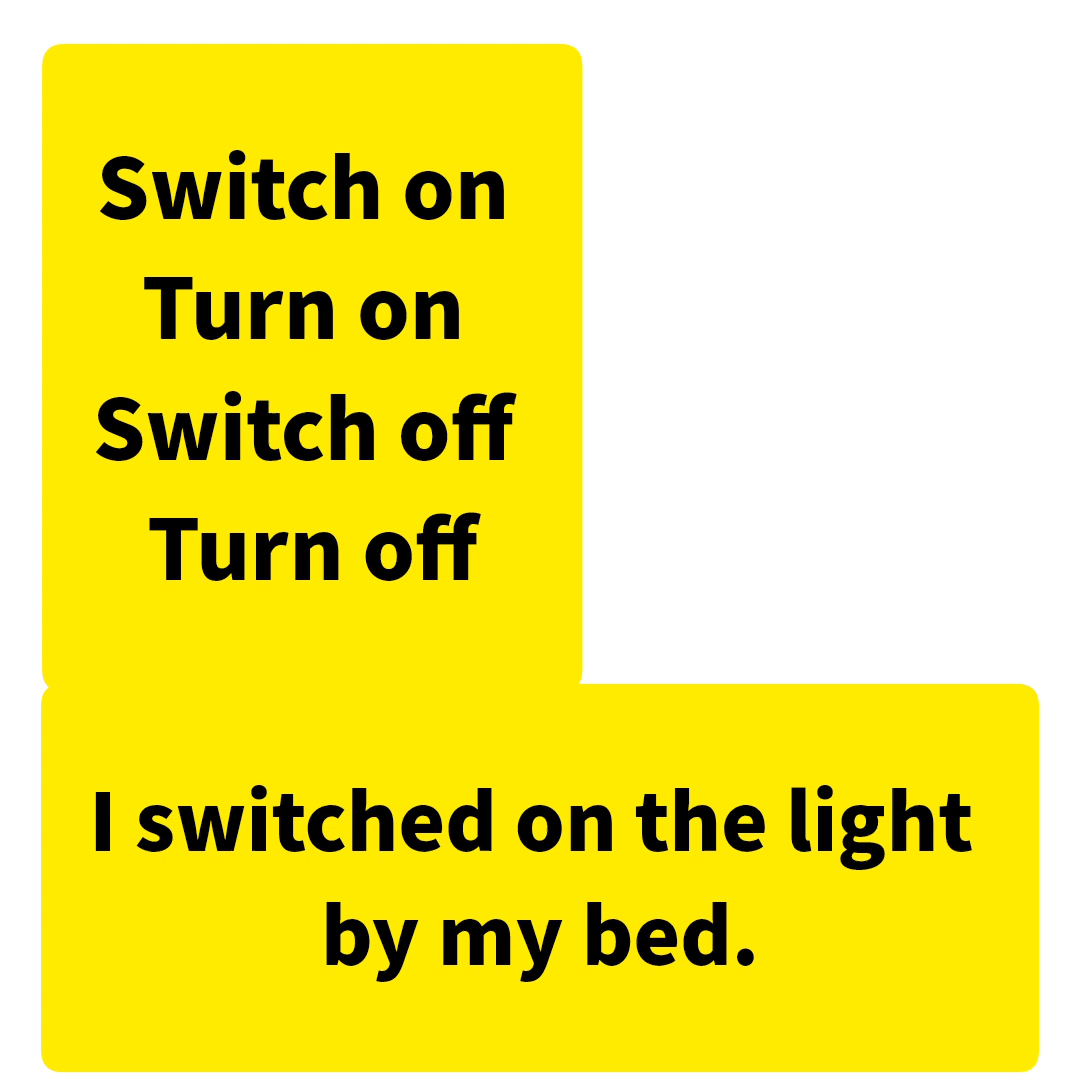 Switch on
Turn on
Switch off
Turn off
I switched on the light
by my bed.